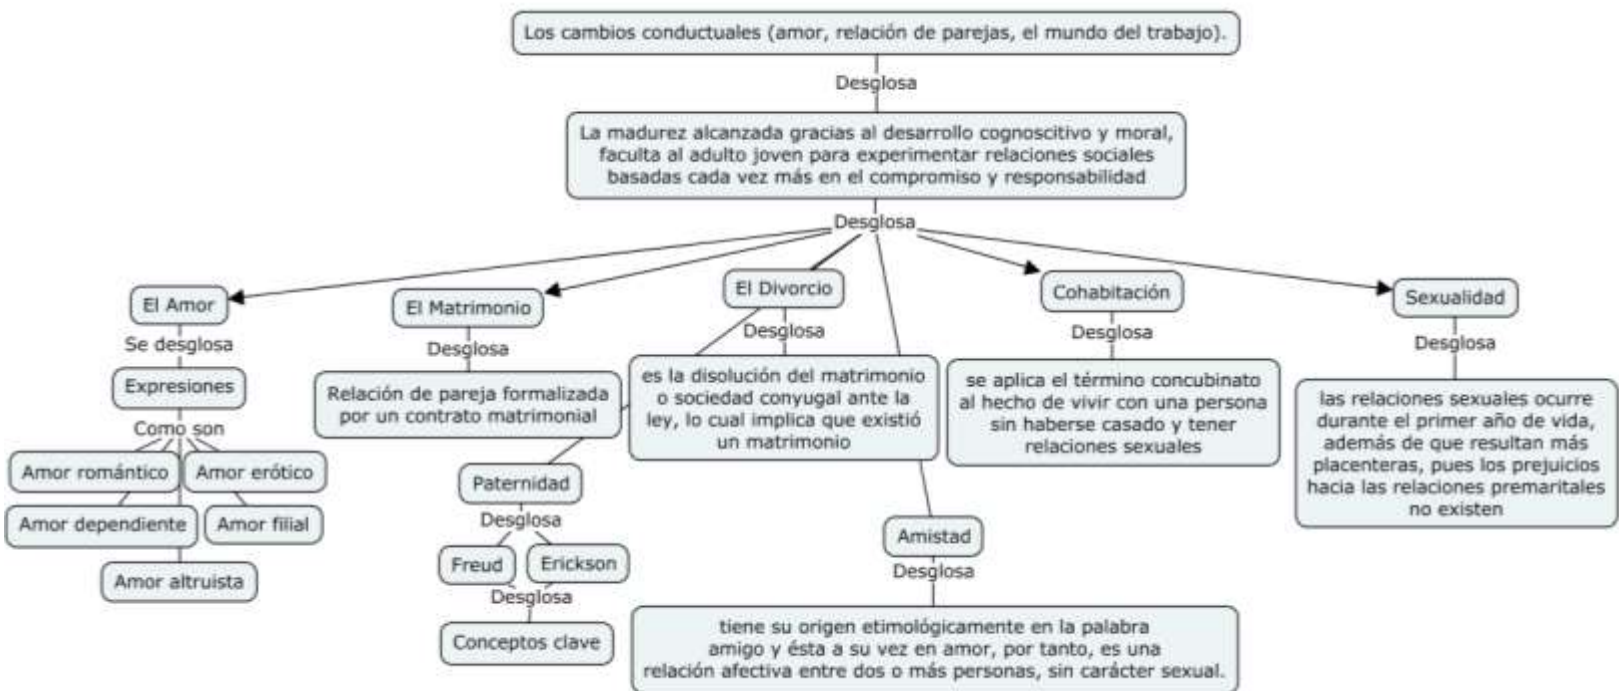 Los cambios conductuales (amor, relación de parejas, el mundo del trabajo).
Desglosa
La madurez alcanzada gracias al desarrollo cognoscitivo y moral,
faculta al adulto joven para experimentar relaciones sociales
basadas cada vez más en el compromiso y responsabilidad
Desglosa
El Amor
Se desglosa
Expresiones
Como son
Amor romántico
Amor erótico
Amor dependiente
Amor filial
Amor altruista
El Matrimonio
Desglosa
Relación de pareja formalizada
por un contrato matrimonial
El Divorcio
Desglosa
es la disolución del matrimonio
o sociedad conyugal ante la
ley, lo cual implica que existió
un matrimonio
Paternidad
Desglosa
Freud
Erickson
Desglosa
Conceptos clave
Amistad
Desglosa
tiene su origen etimológicamente en la palabra
amigo y ésta a su vez en amor, por tanto, es una
relación afectiva entre dos o más personas, sin carácter sexual.
Cohabitación
Desglosa
se aplica el término concubinato
al hecho de vivir con una persona
sin haberse casado y tener
relaciones sexuales
Sexualidad
Desglosa
las relaciones sexuales ocurre
durante el primer año de vida,
además de que resultan más
placenteras, pues los prejuicios
hacia las relaciones premaritales
no existen